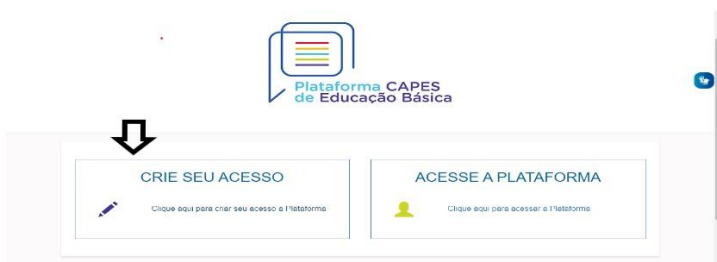 Plataforma CAPES
de Educação Básica
CRIE SEU ACESSO
Clique aqui para criar seu acesso a Plataforma
ACESSE A PLATAFORMA
Clique aqui para acessar a Plataforma